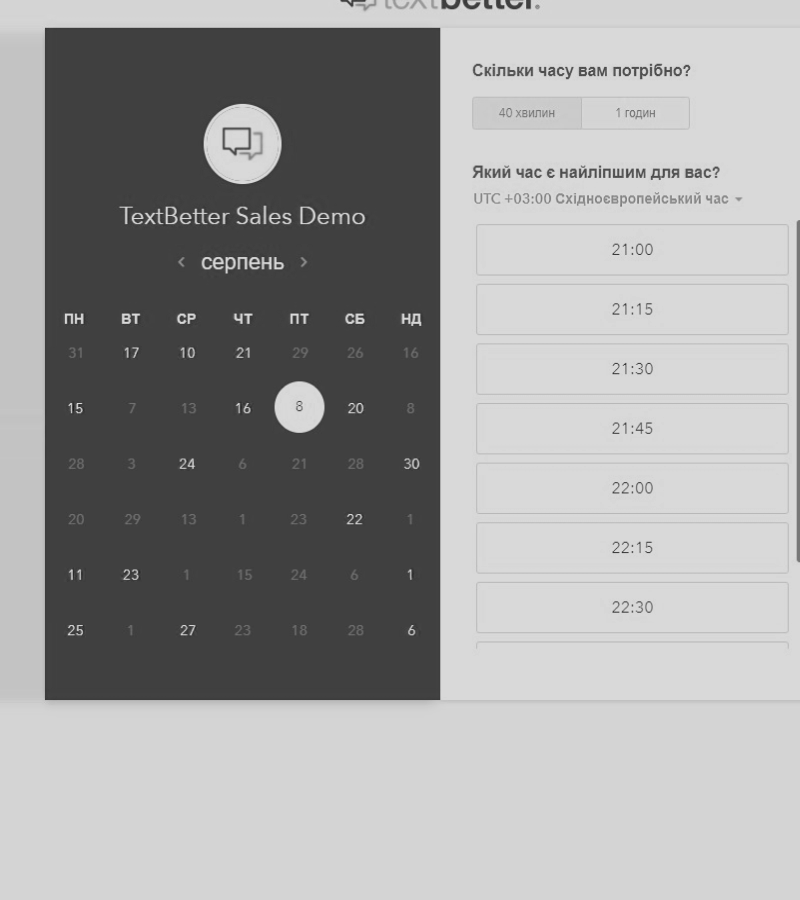 textbetter.
TextBetter Sales Demo
‹ серпень ›
ПН ВТ СР ЧТ ПТ СБ НД
31 17 10 21 29 26 16
15 7 13 16 8 20 8
28 3 24 6 21 28 30
20 29 13 1 23 22 1
11 23 1 15 24 6 1
25 1 27 23 18 28 6
Скільки часу вам потрібно?
40 хвилин 1 годин
Який час є найліпшим для вас?
UTC +03:00 Східноєвропейський час
21:00
21:15
21:30
21:45
22:00
22:15
22:30